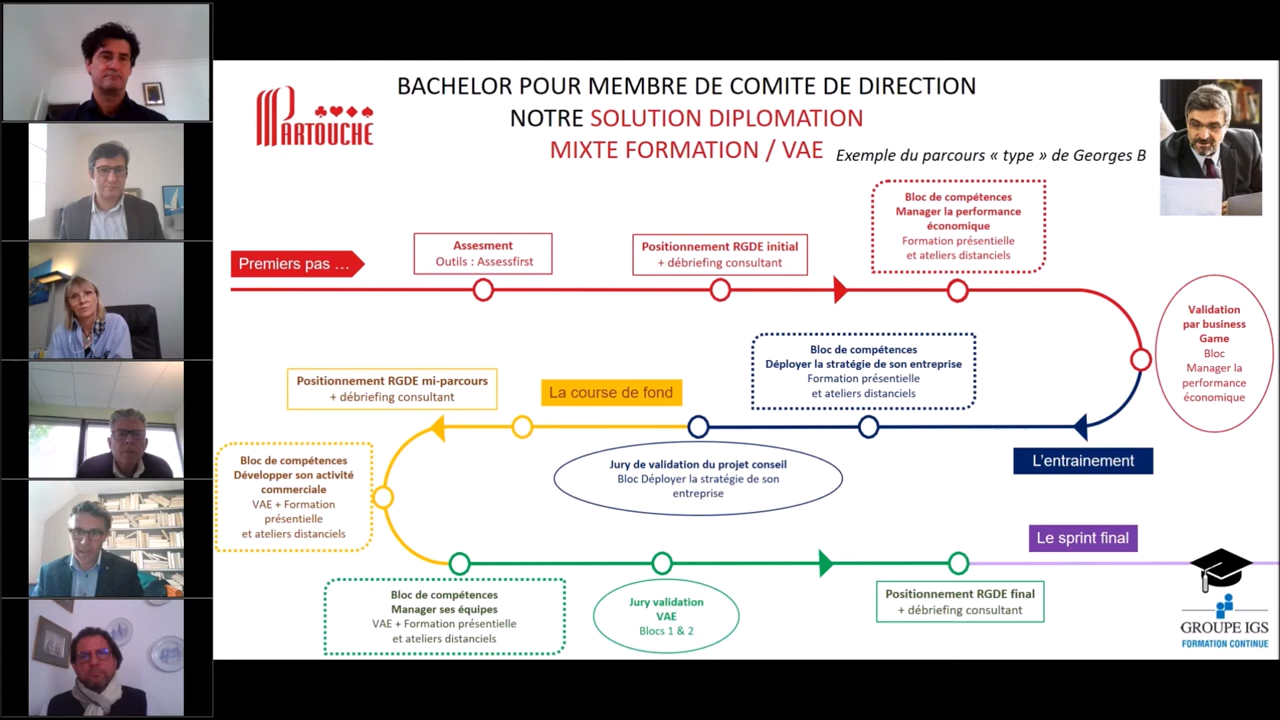 PARTOUCHE
BACHELOR POUR MEMBRE DE COMITE DE DIRECTION
NOTRE SOLUTION DIPLOMATION
MIXTE FORMATION / VAE
Exemple du parcours « type » de Georges B
Premiers pas ...
Assesment
Outils : Assessfirst
Positionnement RGDE initial
+ débriefing consultant
Bloc de compétences
Manager la performance
économique
Formation présentielle
et ateliers distanciels
Validation
par business
Game
Bloc
Manager la
performance
économique
Bloc de compétences
Déployer la stratégie de son entreprise
Formation présentielle
et ateliers distanciels
Positionnement RGDE mi-parcours
+ débriefing consultant
La course de fond
L'entrainement
Jury de validation du projet conseil
Bloc Déployer la stratégie de son
entreprise
Bloc de compétences
Développer son activité
commerciale
VAE + Formation
présentielle
et ateliers distanciels
Le sprint final
Bloc de compétences
Manager ses équipes
VAE + Formation présentielle
et ateliers distanciels
Jury validation
VAE
Blocs 1 & 2
Positionnement RGDE final
+ débriefing consultant
GROUPE IGS
FORMATION CONTINUE